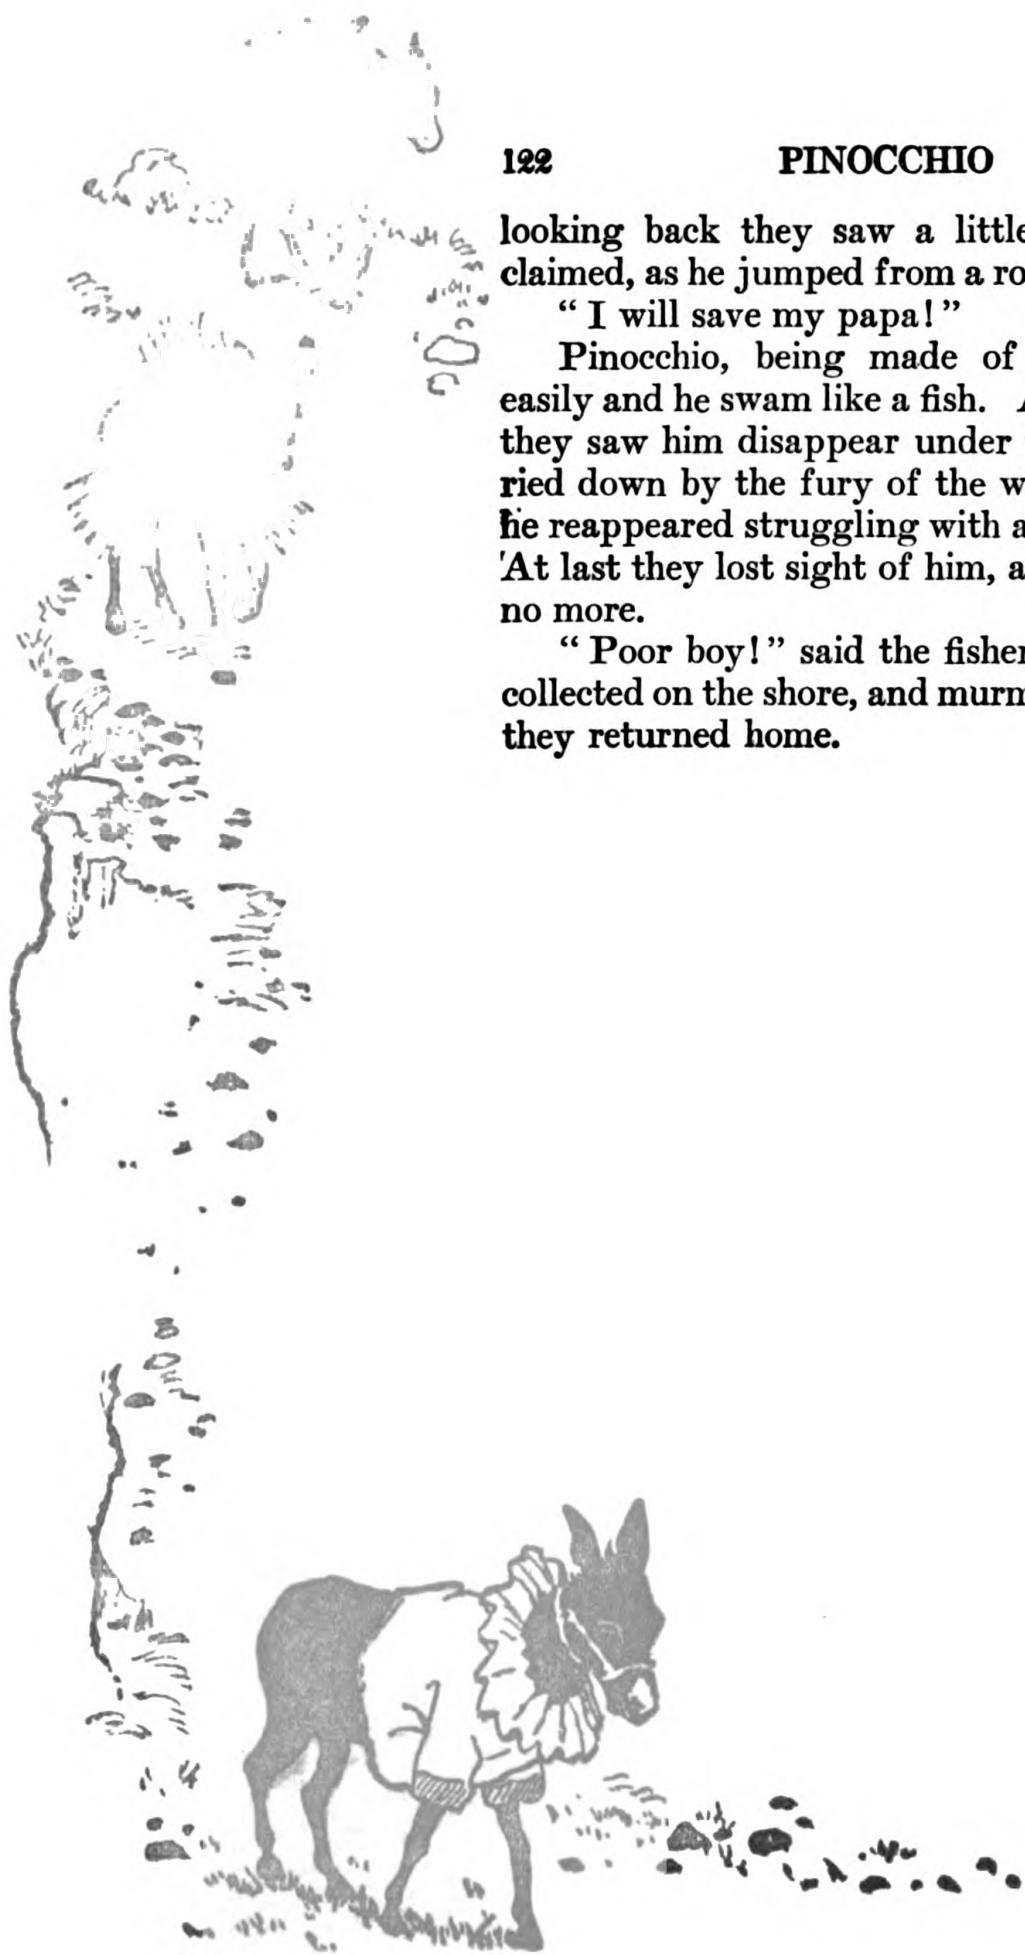 122 PINOCCHIO
looking back they saw a little
claimed, as he jumped from a ro
“ I will save my papa! ”
Pinocchio, being made of
easily and he swam like a fish.
they saw him disappear under
ried down by the fury of the w
he reappeared struggling with a
'At last they lost sight of him, a
no more.
“ Poor boy! ” said the fisher
collected on the shore, and murm
they returned home.